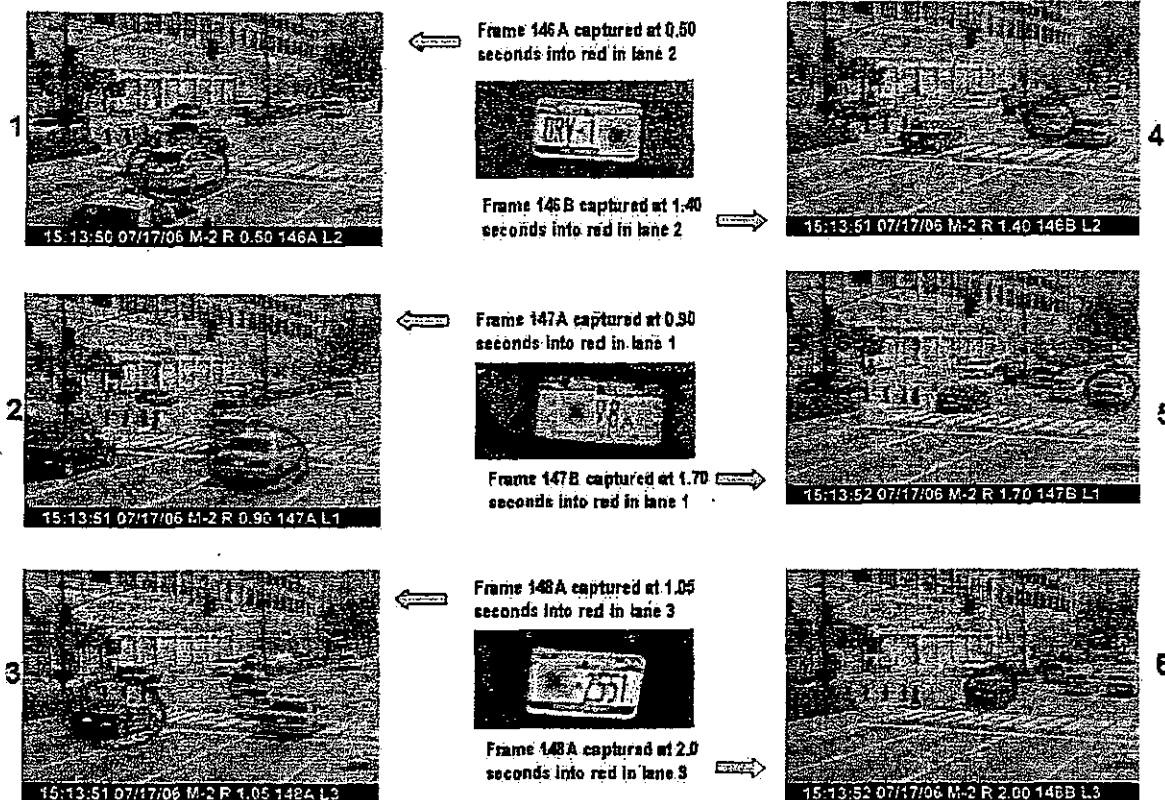 Frame 146A captured at 0.50
seconds into red in lane 2
1
15:13:50 07/17/06 M-2 R 0.50 146A L2
Frame 146B captured at 1.40
seconds into red in lane 2
4
15:13:51 07/17/06 M-2 R 1.40 146B L2
Frame 147A captured at 0.90
seconds into red in lane 1
2
15:13:51 07/17/06 M-2 R 0.90 147A L1
Frame 147B captured at 1.70
seconds into red in lane 1
5
15:13:52 07/17/06 M-2 R 1.70 147B L1
Frame 148A captured at 1.05
seconds into red in lane 3
3
15:13:51 07/17/06 M-2 R 1.05 148A L3
Frame 148A captured at 2.0
seconds into red in lane 3
6
15:13:52 07/17/06 M-2 R 2.00 148B L3